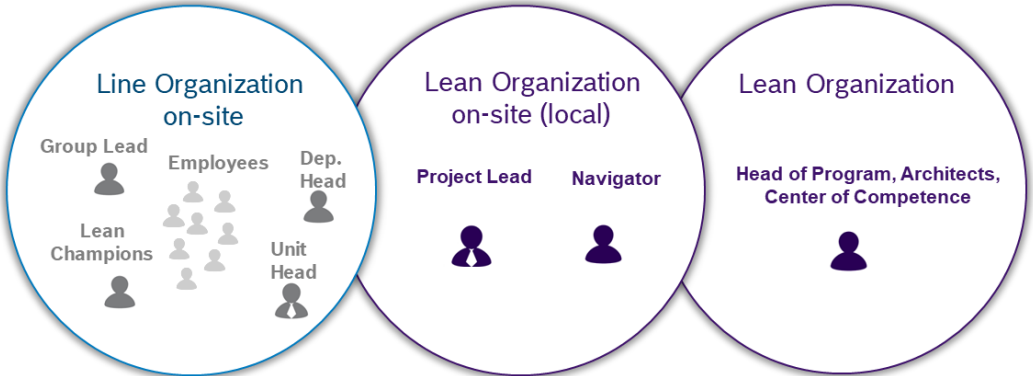 Line Organization
on-site
Group Lead
Employees
Dep.
Head
Lean
Champions
Unit
Head
Lean Organization
on-site (local)
Project Lead
Navigator
Lean Organization
Head of Program, Architects,
Center of Competence